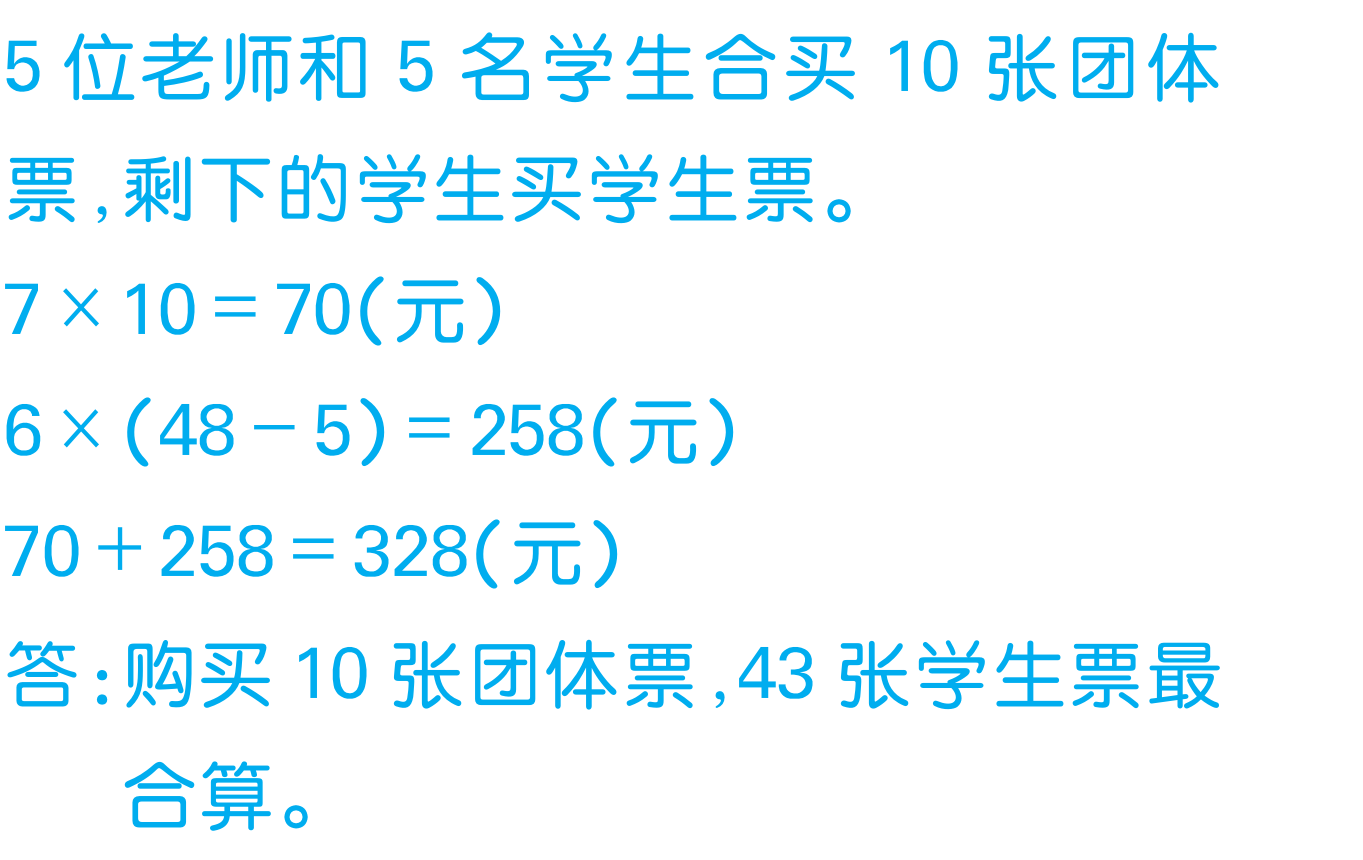 5 位老师和 5 名学生合买 10 张团体
票,剩下的学生买学生票。
7×10=70(元)
6×(48-5)=258(元)
70+258=328(元)
答:购买 10 张团体票,43 张学生票最
合算。